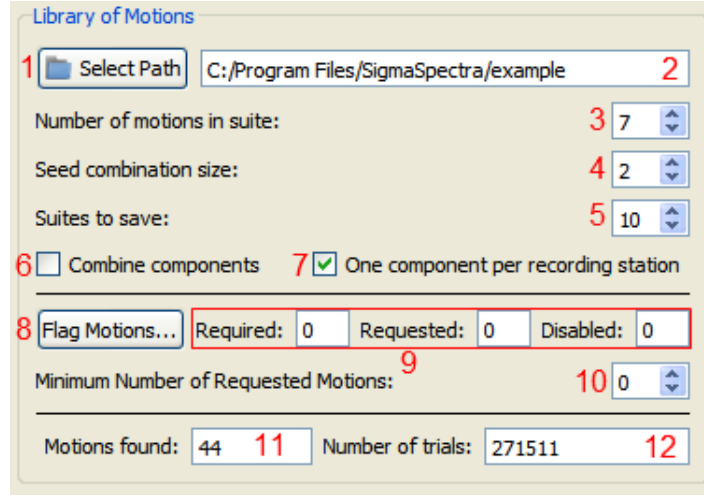 Library of Motions
1 Select Path C:/Program Files/SigmaSpectra/example 2
Number of motions in suite: 3 7
Seed combination size: 4 2
Suites to save: 5 10
6 Combine components 7 One component per recording station
8 Flag Motions... Required: 0 Requested: 0 Disabled: 0
9
Minimum Number of Requested Motions: 10 0
Motions found: 44 11 Number of trials: 271511 12